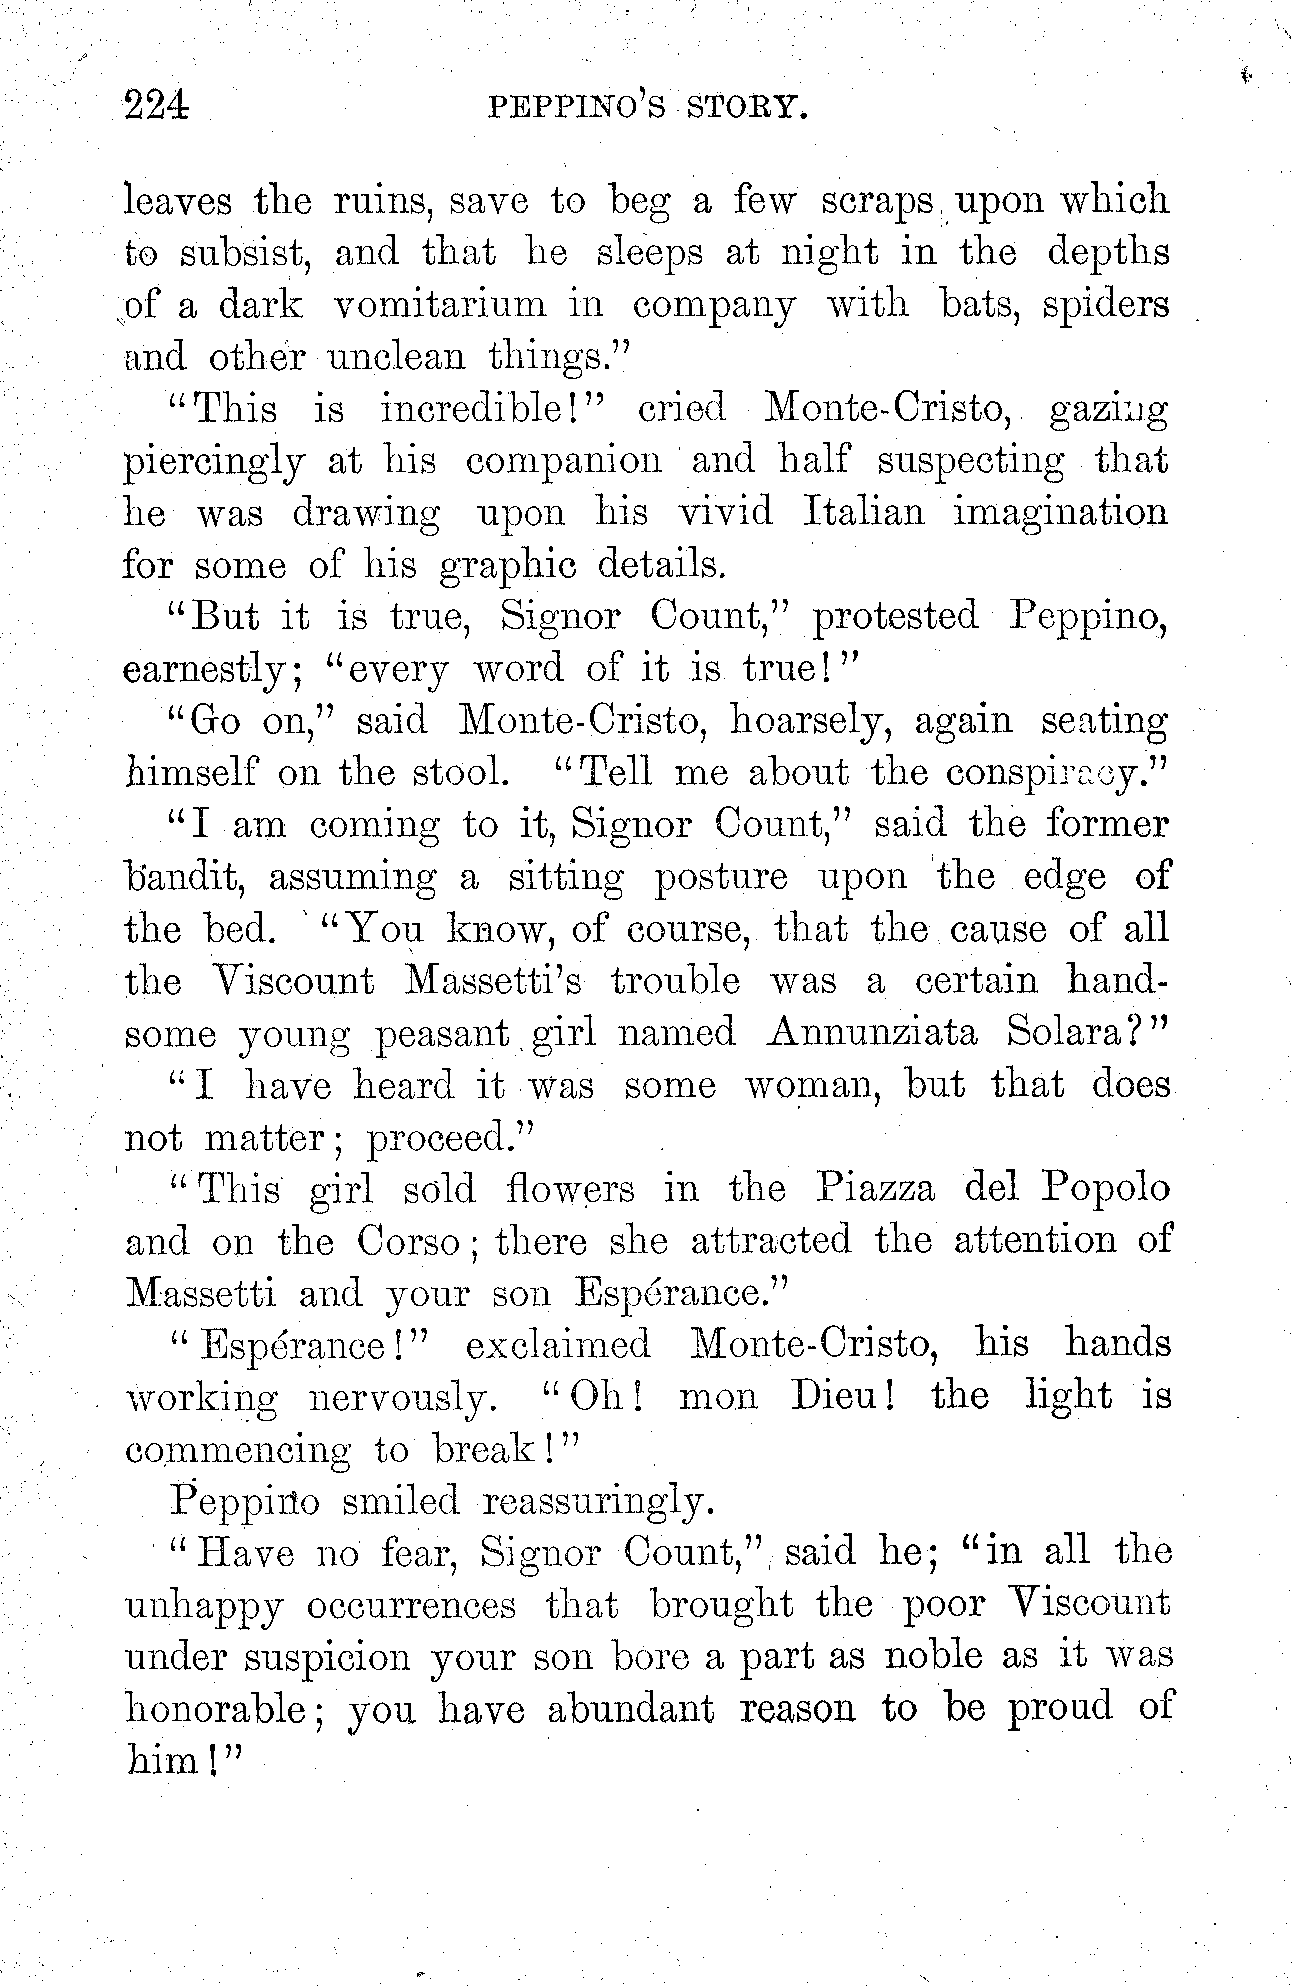 224 PEPPINO'S STORY.
leaves the ruins, save to beg a few scraps upon which
to subsist, and that he sleeps at night in the depths
of a dark vomitarium in company with bats, spiders
and other unclean things."
"This is incredible!" cried Monte-Cristo, gazing
piercingly at his companion and half suspecting that
he was drawing upon his vivid Italian imagination
for some of his graphic details.
"But it is true, Signor Count," protested Peppino,
earnestly; "every word of it is true!"
"Go on," said Monte-Cristo, hoarsely, again seating
himself on the stool. "Tell me about the conspiracy."
"I am coming to it, Signor Count," said the former
bandit, assuming a sitting posture upon the edge of
the bed. "You know, of course, that the cause of all
the Viscount Massetti's trouble was a certain hand-
some young peasant girl named Annunziata Solara?"
"I have heard it was some woman, but that does
not matter; proceed."
"This girl sold flowers in the Piazza del Popolo
and on the Corso; there she attracted the attention of
Massetti and your son Espérance."
"Espérance!" exclaimed Monte-Cristo, his hands
working nervously. "Oh! mon Dieu! the light is
commencing to break!"
Peppino smiled reassuringly.
"Have no fear, Signor Count," said he; "in all the
unhappy occurrences that brought the poor Viscount
under suspicion your son bore a part as noble as it was
honorable; you have abundant reason to be proud of
him!"